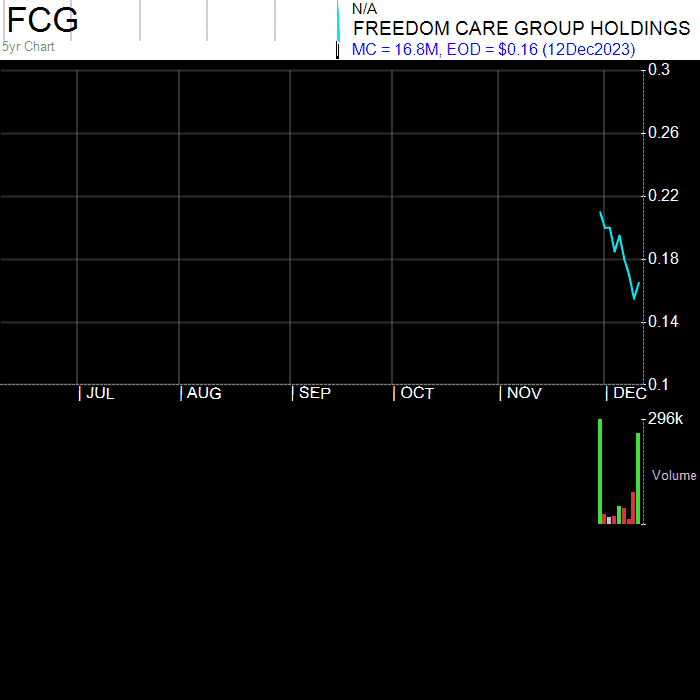 FCG
5yr Chart
N/A
FREEDOM CARE GROUP HOLDINGS
MC = 16.8M, EOD = $0.16 (12Dec2023)
0.3
0.26
0.22
0.18
0.14
0.1
| JUL | AUG | SEP | OCT | NOV | DEC
296k
Volume